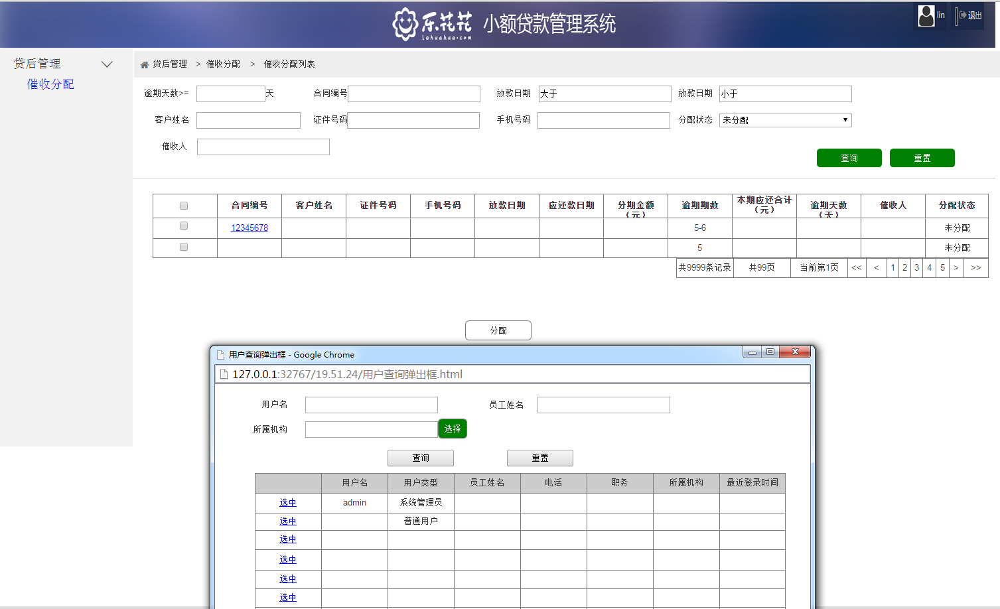 乐花花 小额贷款管理系统
lehuahua.com
lin
退出
贷后管理
催收分配
贷后管理 > 催收分配 > 催收分配列表
逾期天数>= 天 合同编号 放款日期 大于 放款日期 小于
客户姓名 证件号码 手机号码 分配状态 未分配
催收人
查询 重置
合同编号 客户姓名 证件号码 手机号码 放款日期 应还款日期 分期金额（元） 逾期期数 本期应还合计（元） 逾期天数（天） 催收人 分配状态
12345678 5-6 未分配
5 未分配
共9999条记录 共99页 当前第1页 << < 1 2 3 4 5 > >>
分配
用户查询弹出框 - Google Chrome
127.0.0.1:32767/19.51.24/用户查询弹出框.html
用户名 员工姓名
所属机构 选择
查询 重置
用户名 用户类型 员工姓名 电话 职务 所属机构 最近登录时间
选中 admin 系统管理员
选中 普通用户
选中
选中
选中
选中